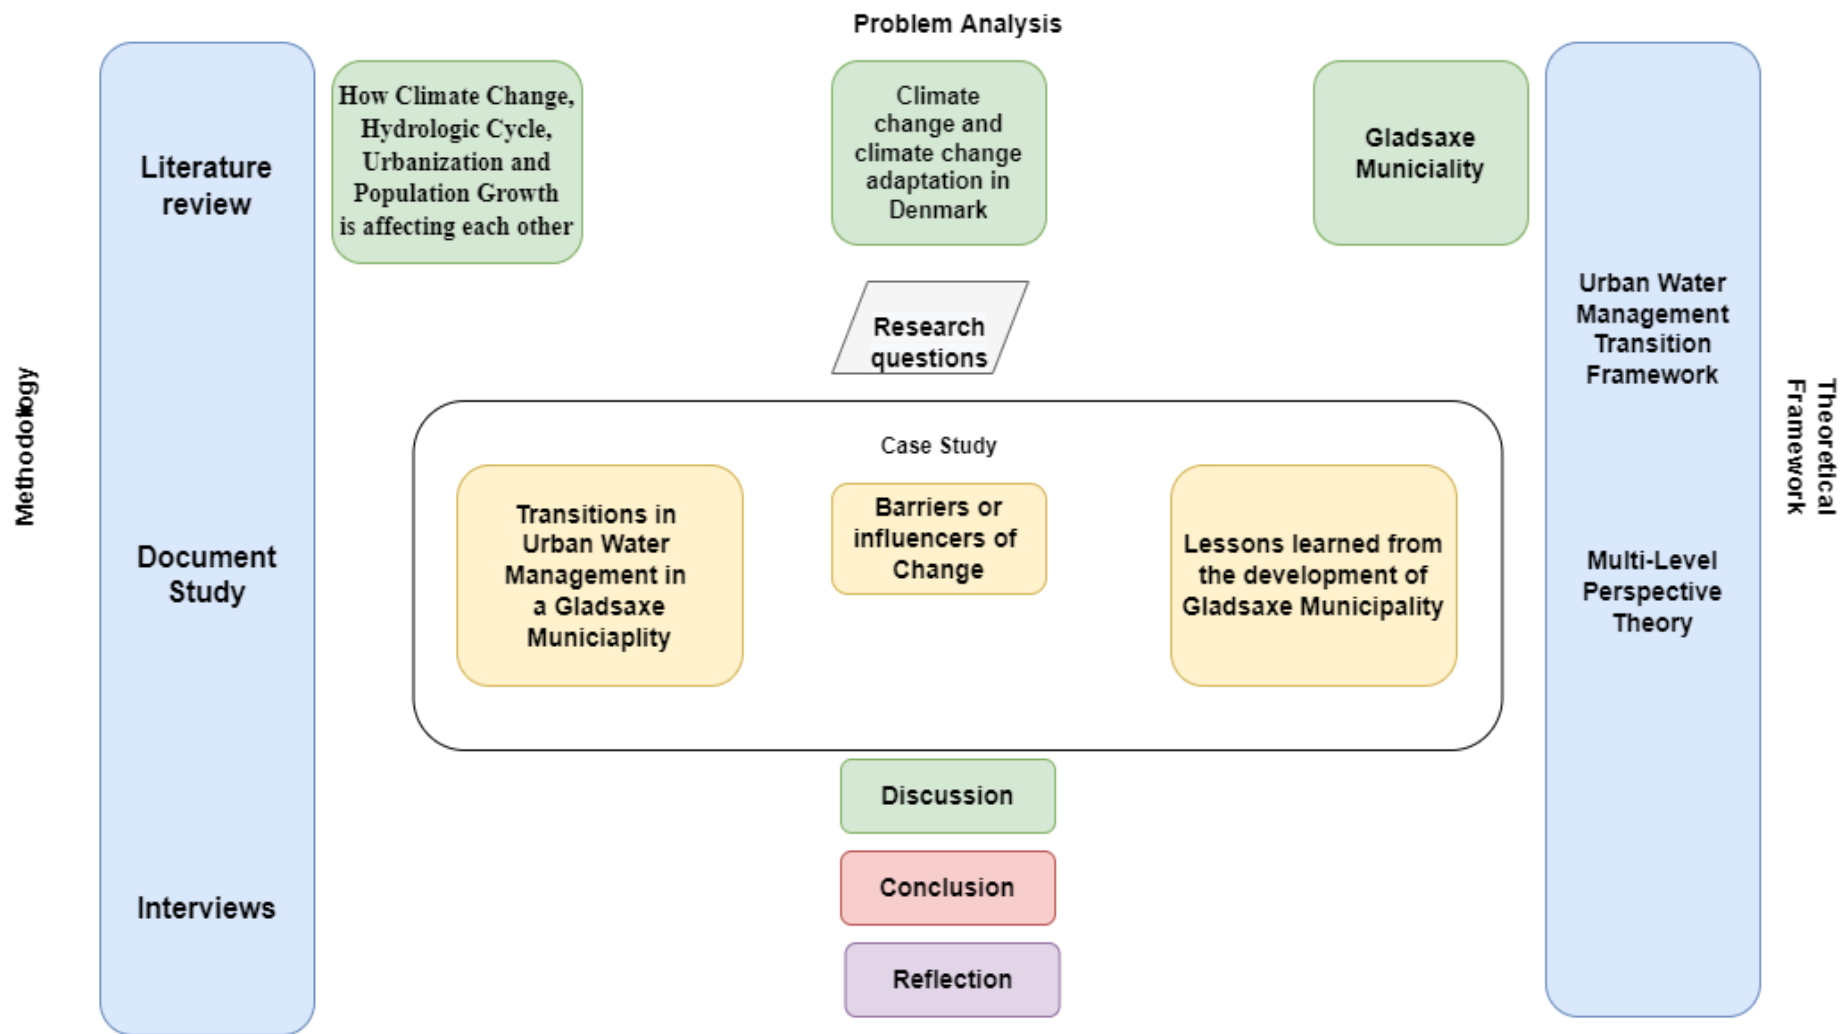 Problem Analysis
Methodology
Literature
review
Document
Study
Interviews
How Climate Change,
Hydrologic Cycle,
Urbanization and
Population Growth
is affecting each other
Climate
change and
climate change
adaptation in
Denmark
Gladsaxe
Municiality
Research
questions
Case Study
Transitions in
Urban Water
Management in
a Gladsaxe
Municiaplity
Barriers or
influencers of
Change
Lessons learned from
the development of
Gladsaxe Municipality
Discussion
Conclusion
Reflection
Urban Water
Management
Transition
Framework
Multi-Level
Perspective
Theory
Theoretical
Framework